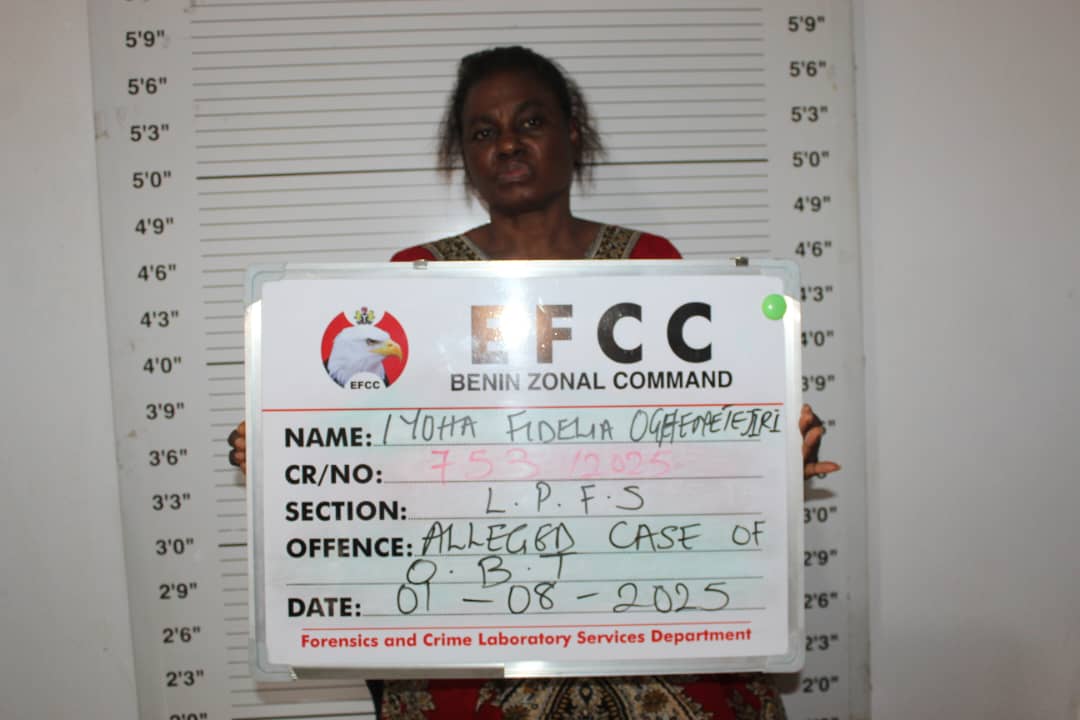 5'9"
5'6"
5'3"
5'0"
4'9"
4'6"
4'3"
4'0"
3'9"
3'6"
3'3"
3'0"
2'9"
2'6"
2'3"
5'9"
5'6"
5'3"
5'0"
4'9"
4'6"
4'3"
4'0"
3'9"
3'0"
2'9"
2'6"
2'3"
2'0"
EFCC
EFCC
BENIN ZONAL COMMAND
NAME: IYOHA FIDELIA
CR/NO: 753/2025
SECTION: L.P.F.S
OFFENCE: ALLEGED CASE OF
O.B.T
DATE: 01-08-2025
Forensics and Crime Laboratory Services Department